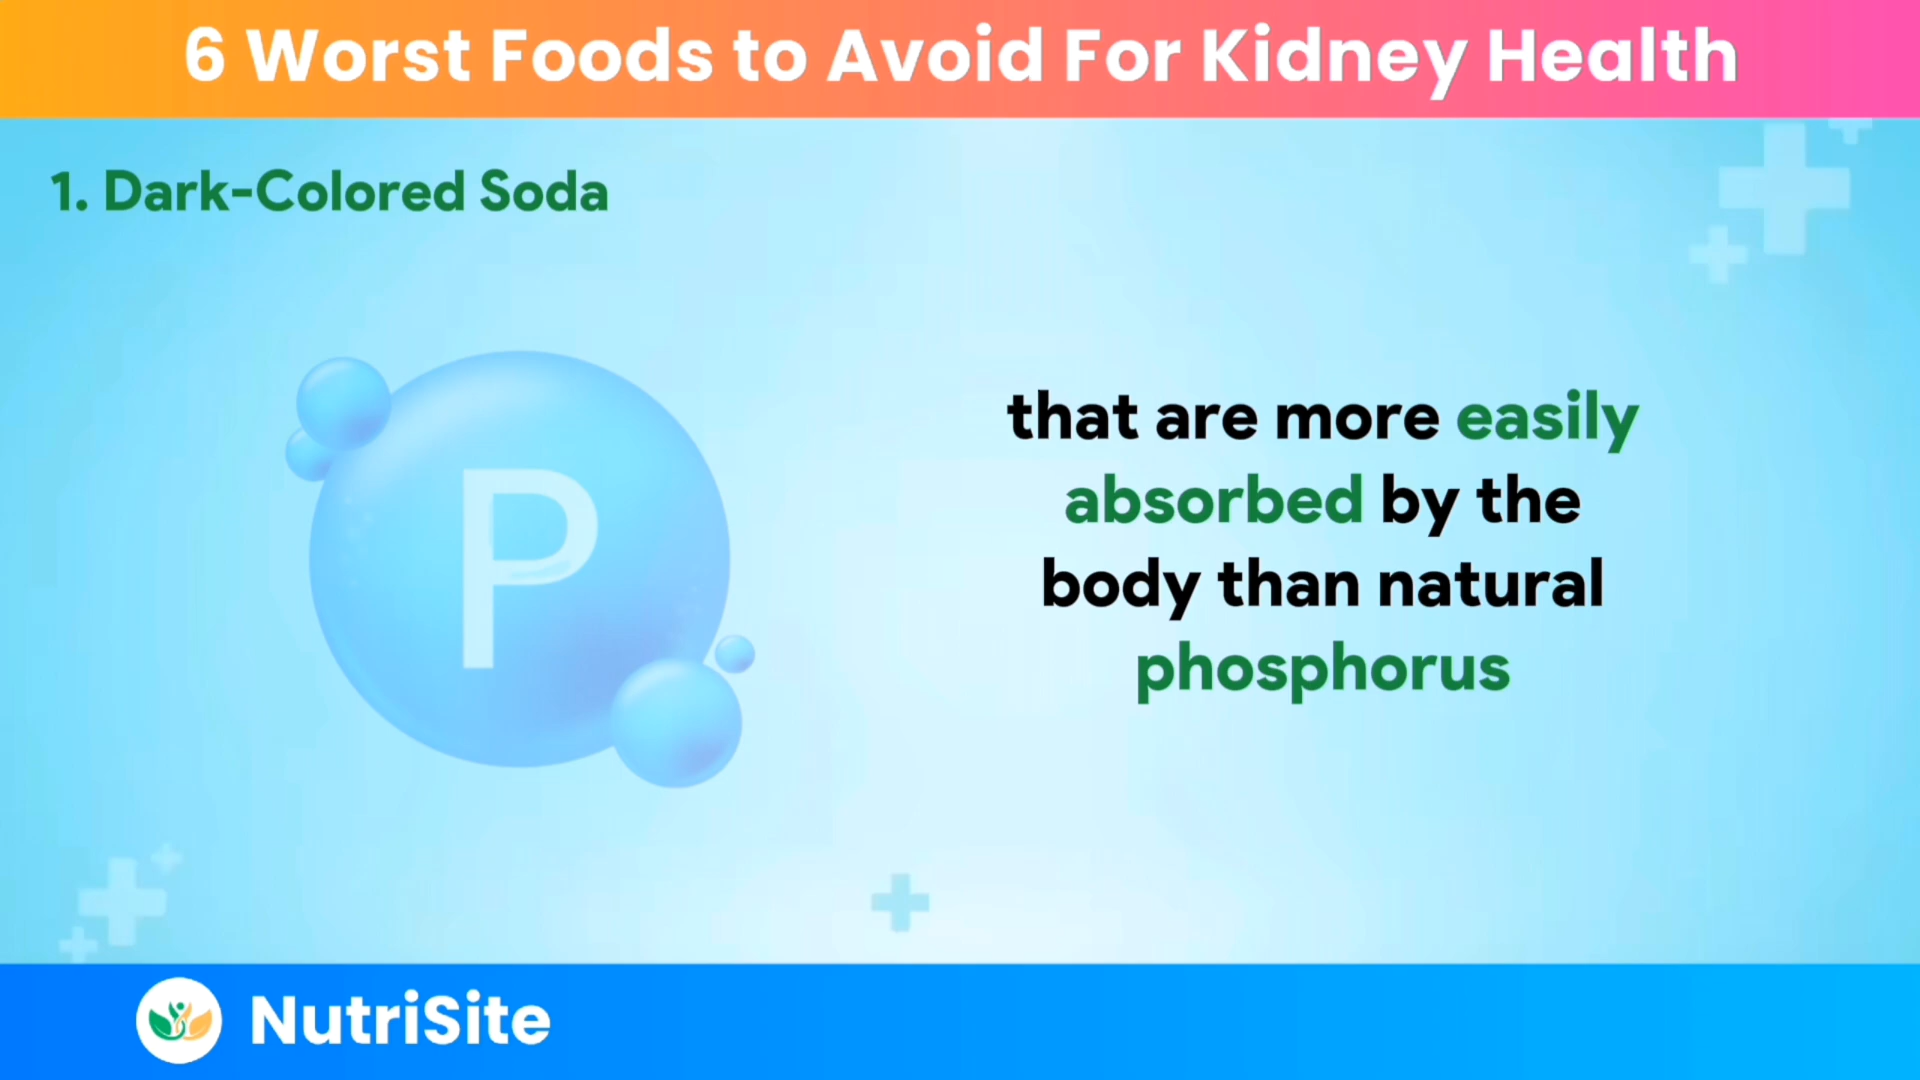 6 Worst Foods to Avoid For Kidney Health
1. Dark-Colored Soda
P
that are more easily
absorbed by the
body than natural
phosphorus
NutriSite